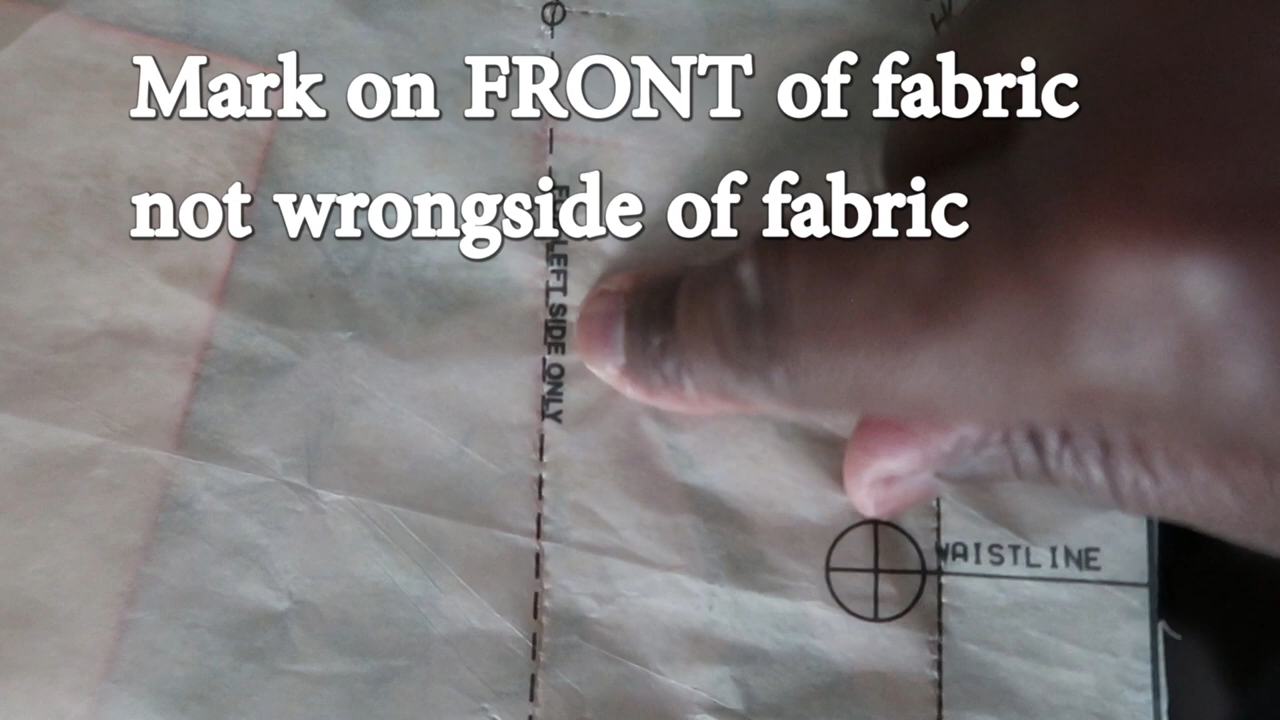 Mark on FRONT of fabric
not wrongside of fabric
LEFT SIDE ONLY
WAISTLINE